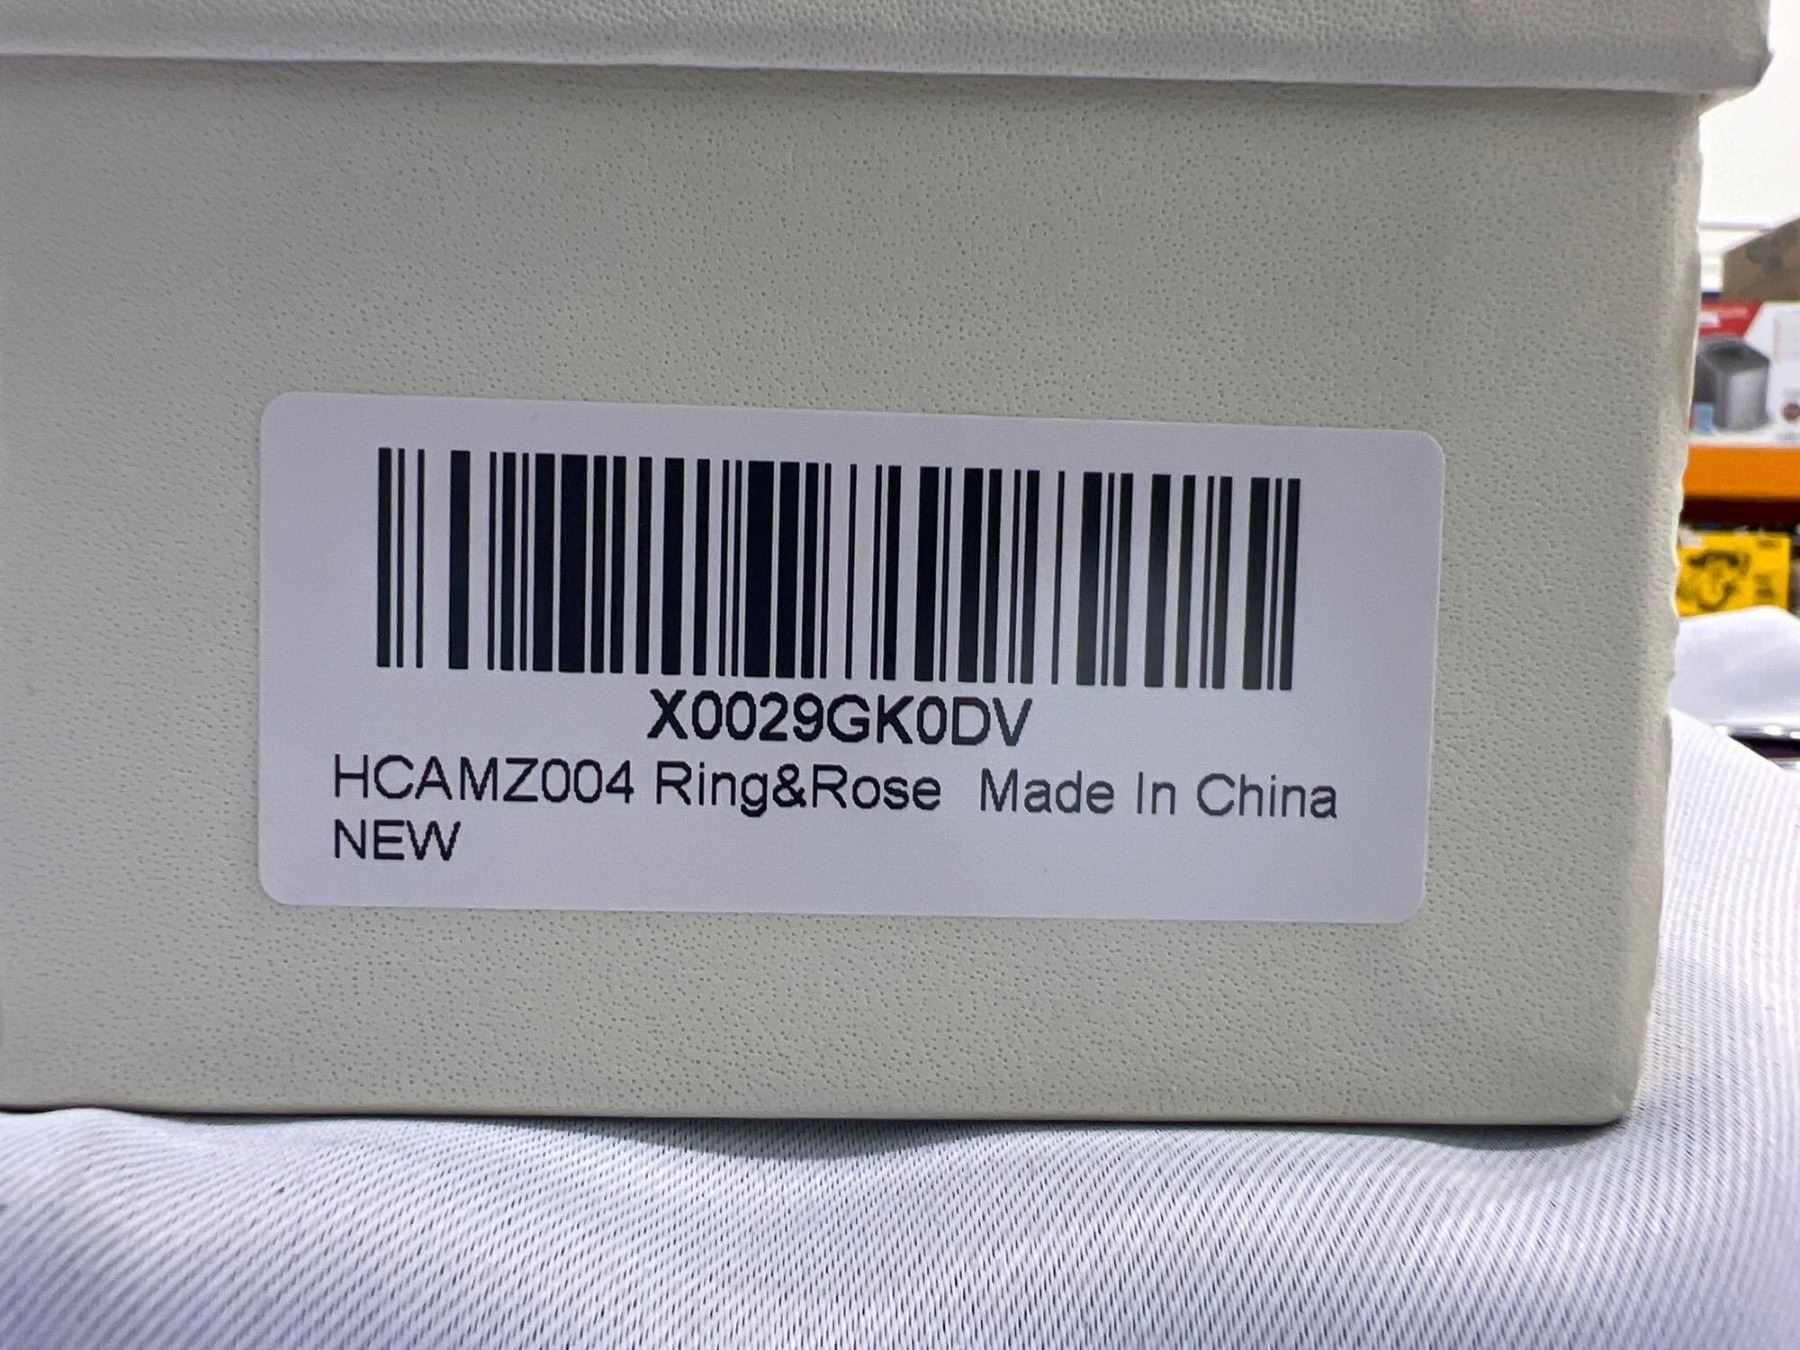 X0029GK0DV
HCAMZ004 Ring&Rose  Made In China
NEW